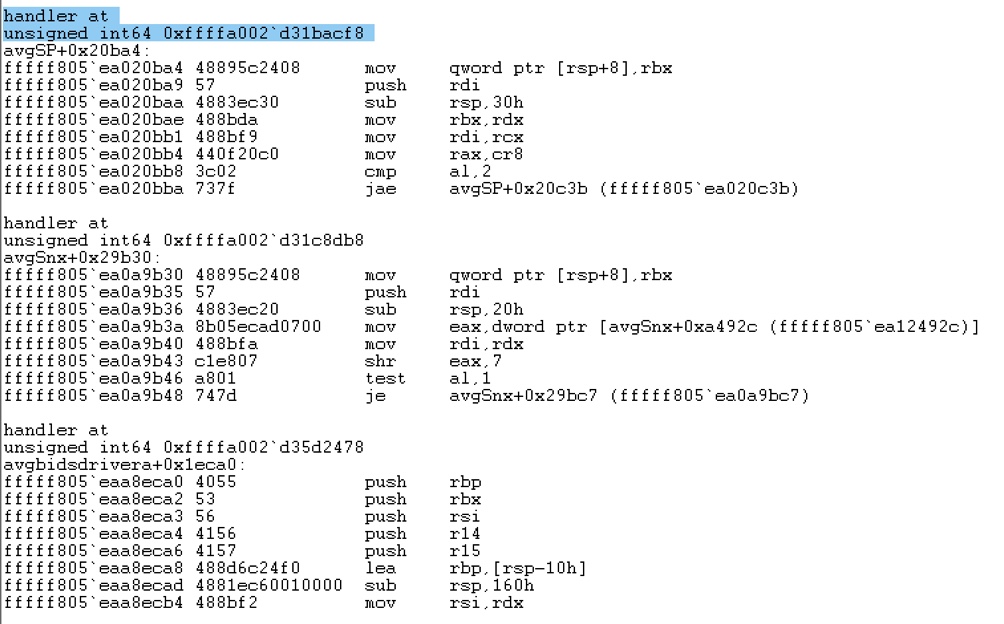 handler at
unsigned int64 0xffffa002`d31bacf8
avgSP+0x20ba4:
fffff805`ea020ba4 48895c2408 mov qword ptr [rsp+8],rbx
fffff805`ea020ba9 57 push rdi
fffff805`ea020baa 4883ec30 sub rsp,30h
fffff805`ea020bae 488bda mov rbx,rdx
fffff805`ea020bb1 488bf9 mov rdi,rcx
fffff805`ea020bb4 440f20c0 mov rax,cr8
fffff805`ea020bb8 3c02 cmp al,2
fffff805`ea020bba 737f jae avgSP+0x20c3b (fffff805`ea020c3b)
handler at
unsigned int64 0xffffa002`d31c8db8
avgSnx+0x29b30:
fffff805`ea0a9b30 48895c2408 mov qword ptr [rsp+8],rbx
fffff805`ea0a9b35 57 push rdi
fffff805`ea0a9b36 4883ec20 sub rsp,20h
fffff805`ea0a9b3a 8b05ecad0700 mov eax,dword ptr [avgSnx+0xa492c (fffff805`ea12492c)]
fffff805`ea0a9b40 488bfa mov rdi,rdx
fffff805`ea0a9b43 c1e807 shr eax,7
fffff805`ea0a9b46 a801 test al,1
fffff805`ea0a9b48 747d je avgSnx+0x29bc7 (fffff805`ea0a9bc7)
handler at
unsigned int64 0xffffa002`d35d2478
avgbidsdrivera+0x1eca0:
fffff805`eaa8eca0 4055 push rbp
fffff805`eaa8eca2 53 push rbx
fffff805`eaa8eca3 56 push rsi
fffff805`eaa8eca4 4156 push r14
fffff805`eaa8eca6 4157 push r15
fffff805`eaa8eca8 488d6c24f0 lea rbp,[rsp-10h]
fffff805`eaa8ecad 4881ec60010000 sub rsp,160h
fffff805`eaa8ecb4 488bf2 mov rsi,rdx